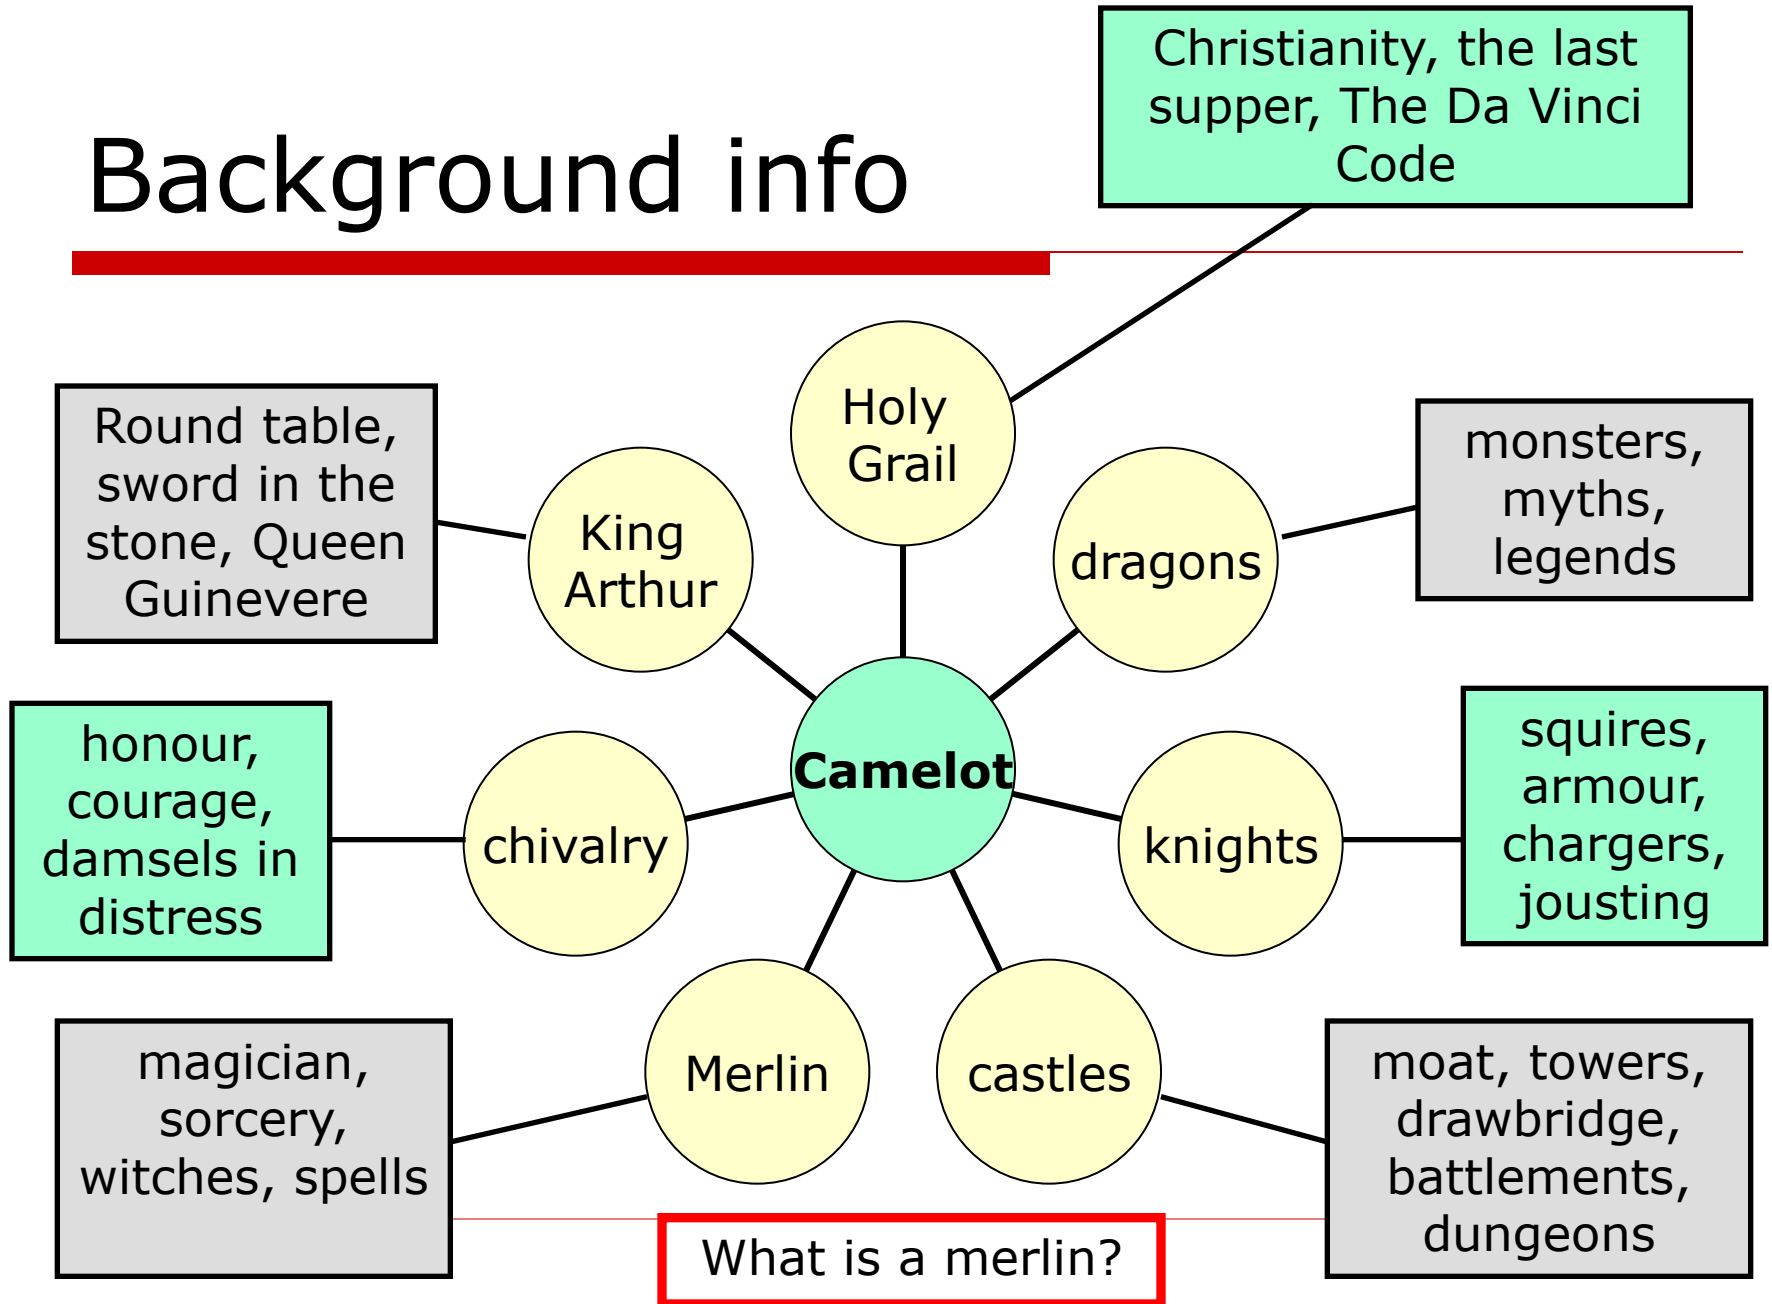 Christianity, the last
supper, The Da Vinci
Code
Background info
Holy
Grail
Round table,
sword in the
stone, Queen
Guinevere
King
Arthur
dragons
monsters,
myths,
legends
honour,
courage,
damsels in
distress
chivalry
Camelot
knights
squires,
armour,
chargers,
jousting
magician,
sorcery,
witches, spells
Merlin
castles
moat, towers,
drawbridge,
battlements,
dungeons
What is a merlin?